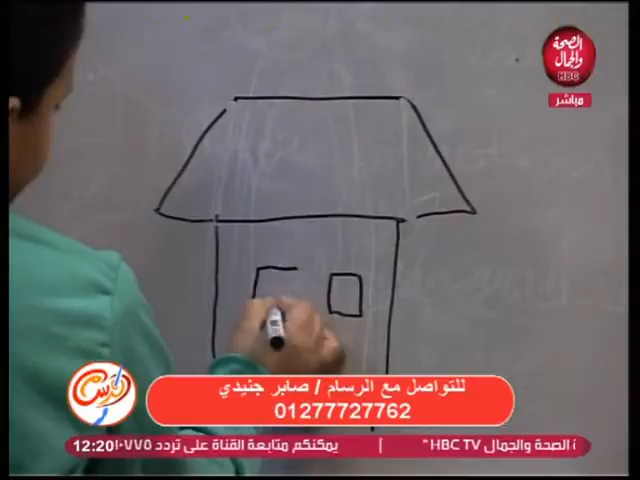 الصحة
والجمال
HBC
مباشر
للتواصل مع الرسام / صابر جنيدي
01277727762
الصحة والجمال HBC TV" | يمكنكم متابعة القناة على تردد ١٠٧٧٥
12:20